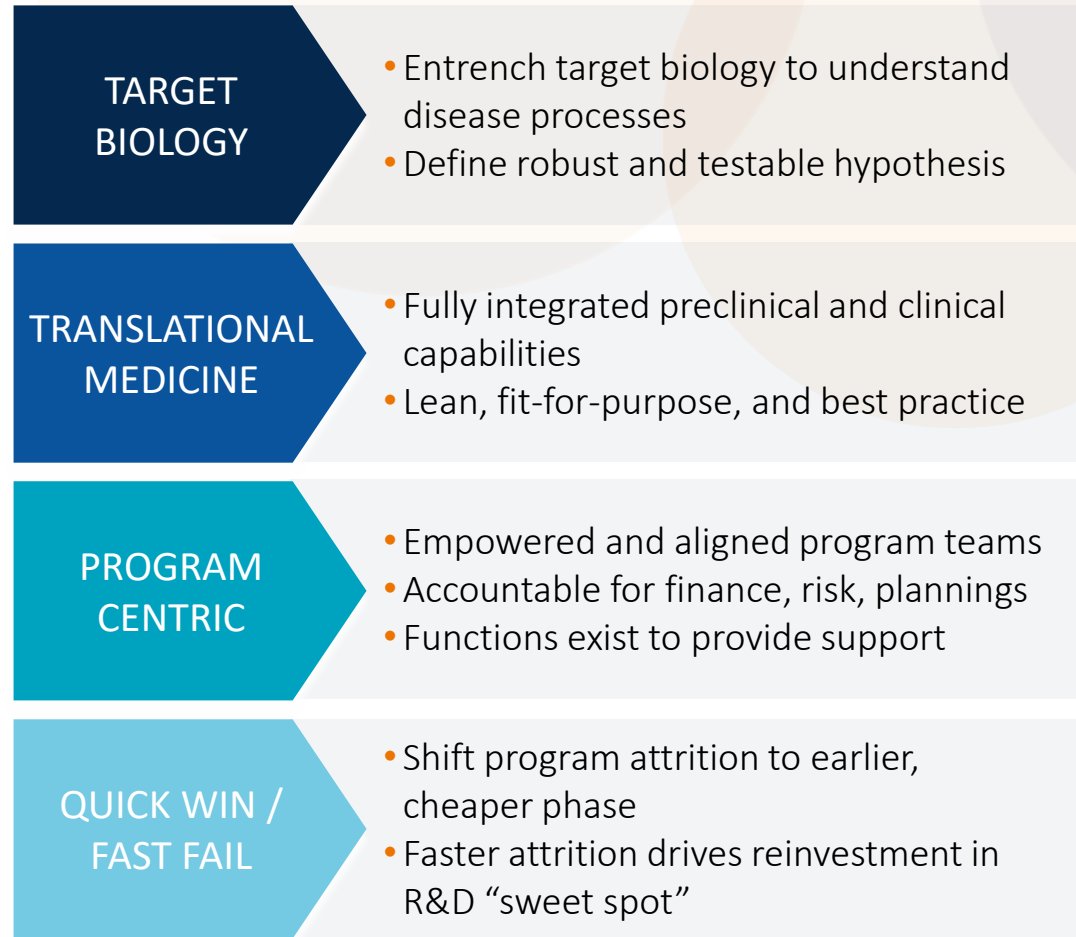 TARGET
BIOLOGY
• Entrench target biology to understand
disease processes
• Define robust and testable hypothesis
TRANSLATIONAL
MEDICINE
• Fully integrated preclinical and clinical
capabilities
• Lean, fit-for-purpose, and best practice
PROGRAM
CENTRIC
• Empowered and aligned program teams
• Accountable for finance, risk, plannings
• Functions exist to provide support
QUICK WIN /
FAST FAIL
• Shift program attrition to earlier,
cheaper phase
• Faster attrition drives reinvestment in
R&D “sweet spot”